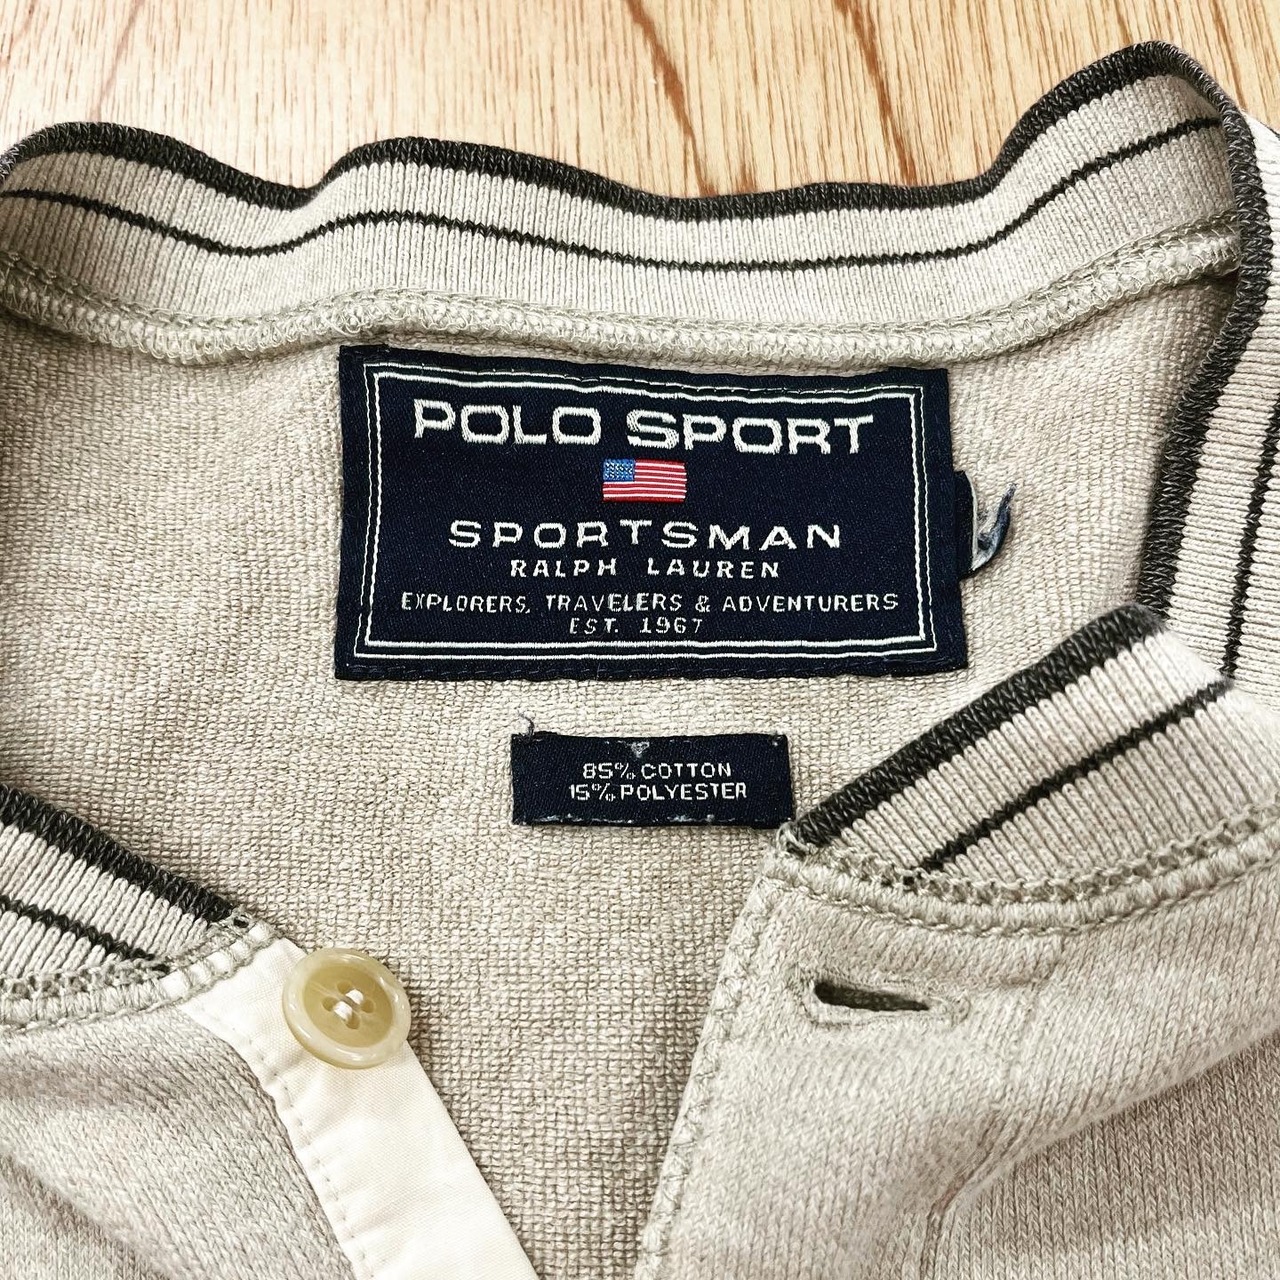 POLO SPORT
SPORTSMAN
RALPH LAUREN
EXPLORERS, TRAVELERS & ADVENTURERS
EST. 1967
85% COTTON
15% POLYESTER